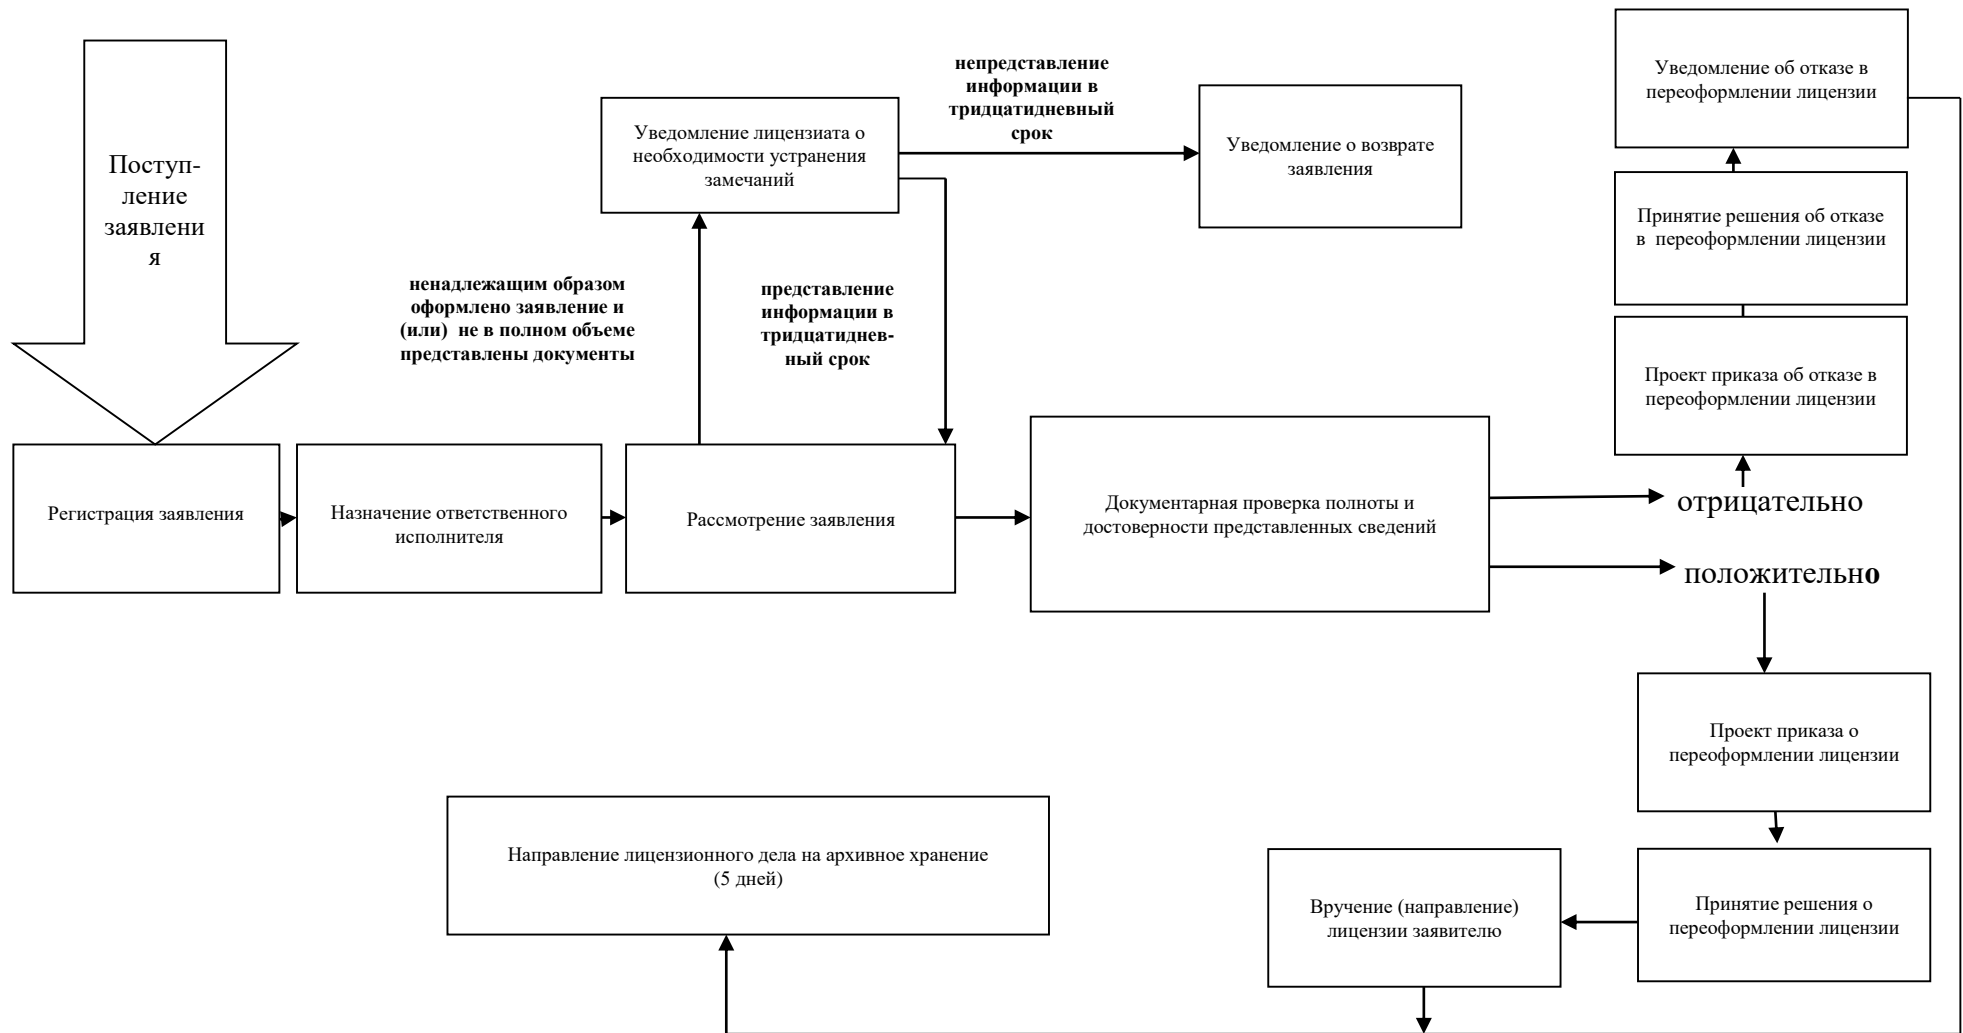 Поступ-
ление
заявлени
я
Регистрация заявления
Назначение ответственного
исполнителя
Рассмотрение заявления
ненадлежащим образом
оформлено заявление и
(или) не в полном объеме
представлены документы
Уведомление лицензиата о
необходимости устранения
замечаний
непредставление
информации в
тридцатидневный
срок
Уведомление о возврате
заявления
представление
информации в
тридцатиднев-
ный срок
Документарная проверка полноты и
достоверности представленных сведений
отрицательно
положительно
Проект приказа об отказе в
переоформлении лицензии
Принятие решения об отказе
в переоформлении лицензии
Уведомление об отказе в
переоформлении лицензии
Проект приказа о
переоформлении лицензии
Принятие решения о
переоформлении лицензии
Вручение (направление)
лицензии заявителю
Направление лицензионного дела на архивное хранение
(5 дней)